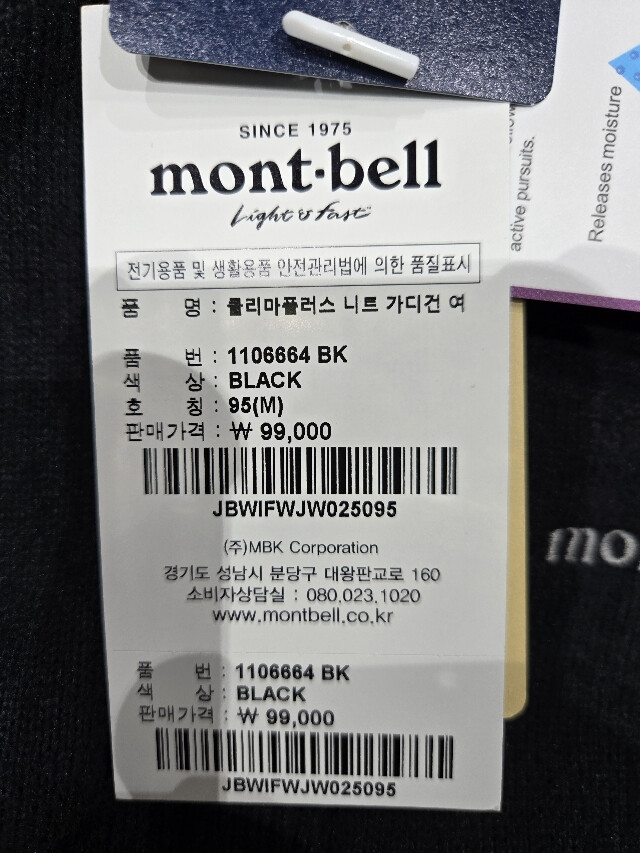 SINCE 1975
mont-bell
Light & Fast™
전기용품 및 생활용품 안전관리법에 의한 품질표시
품 명 : 쿨리마플러스 니트 가디건 여
품 번 : 1106664 BK
색 상 : BLACK
호 칭 : 95(M)
판매가격 : ₩ 99,000
JBWIFWJW025095
(주)MBK Corporation
경기도 성남시 분당구 대왕판교로 160
소비자상담실 : 080.023.1020
www.montbell.co.kr
품 번 : 1106664 BK
색 상 : BLACK
판매가격 : ₩ 99,000
JBWIFWJW025095
active pursuits.
Releases moisture
mo